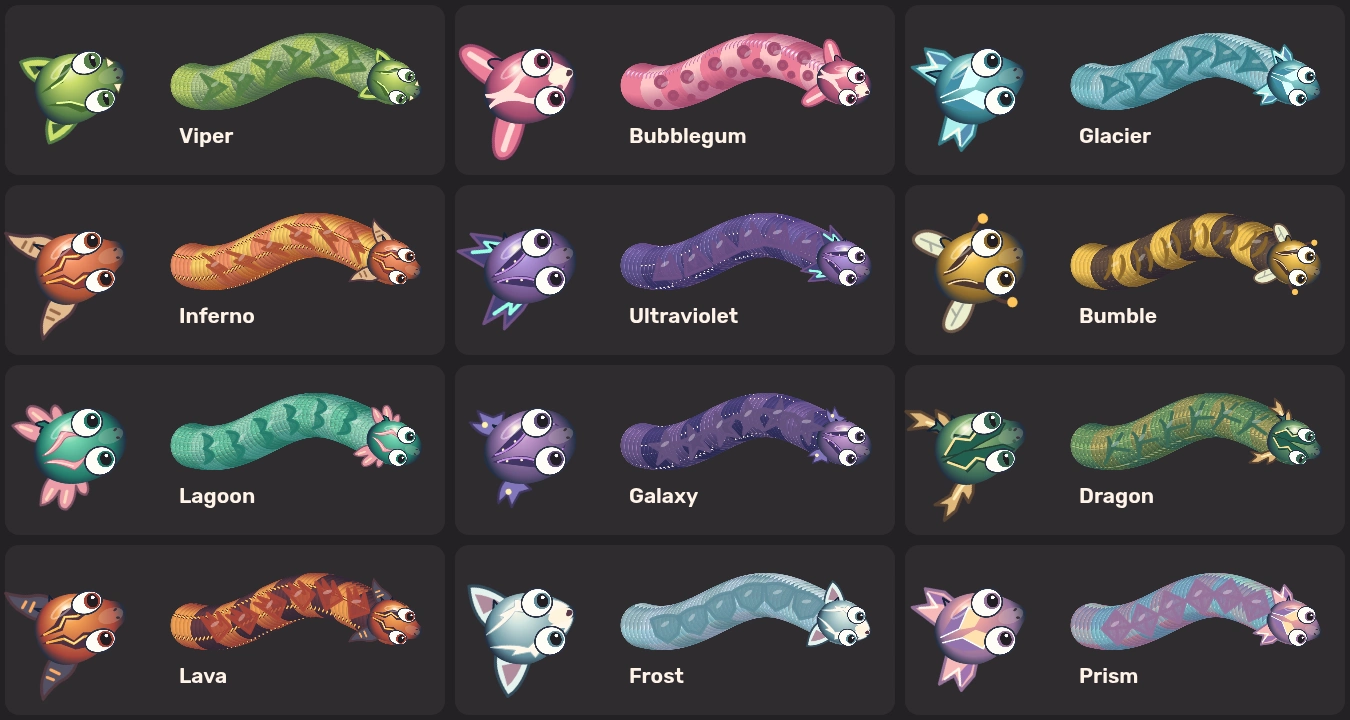 Viper
Bubblegum
Glacier
Inferno
Ultraviolet
Bumble
Lagoon
Galaxy
Dragon
Lava
Frost
Prism